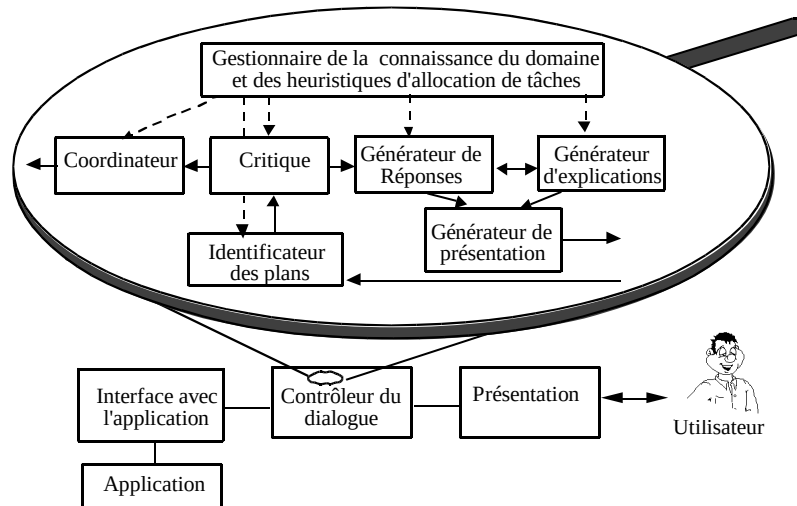 Gestionnaire de la connaissance du domaine
et des heuristiques d'allocation de tâches
Coordinateur
Critique
Générateur de
Réponses
Générateur
d'explications
Identificateur
des plans
Générateur de
présentation
Interface avec
l'application
Contrôleur du
dialogue
Présentation
Utilisateur
Application